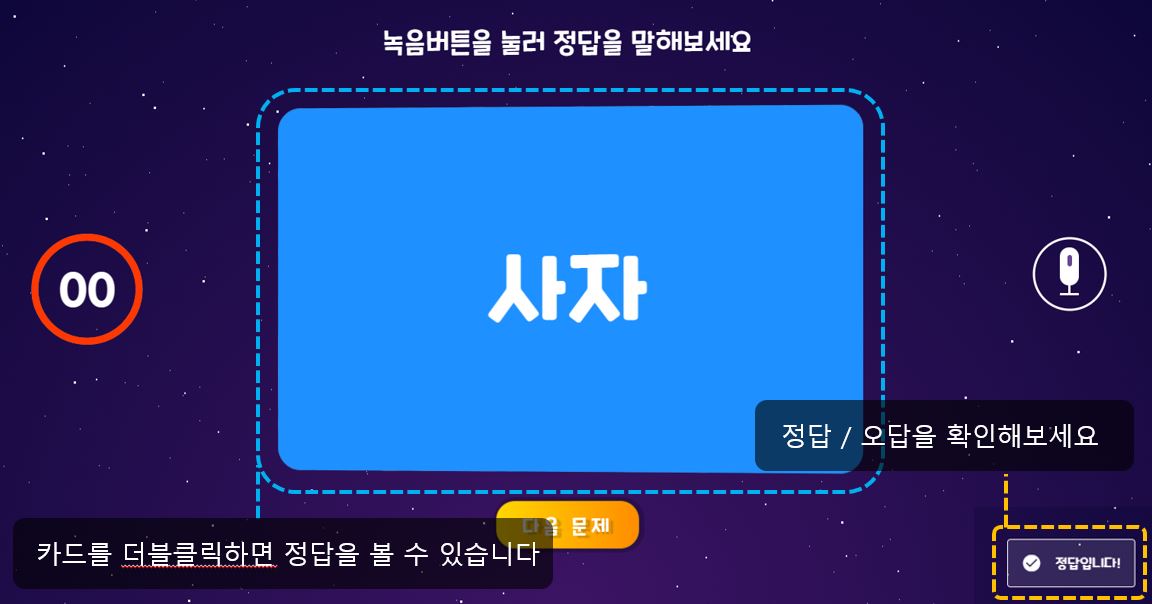 녹음버튼을 눌러 정답을 말해보세요
00
사자
정답 / 오답을 확인해보세요
다음 문제
카드를 더블클릭하면 정답을 볼 수 있습니다
정답입니다!